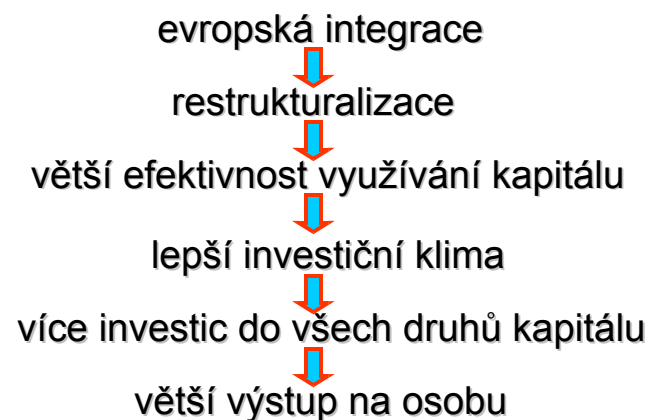 evropská integrace
restrukturalizace
větší efektivnost využívání kapitálu
lepší investiční klima
více investic do všech druhů kapitálu
větší výstup na osobu